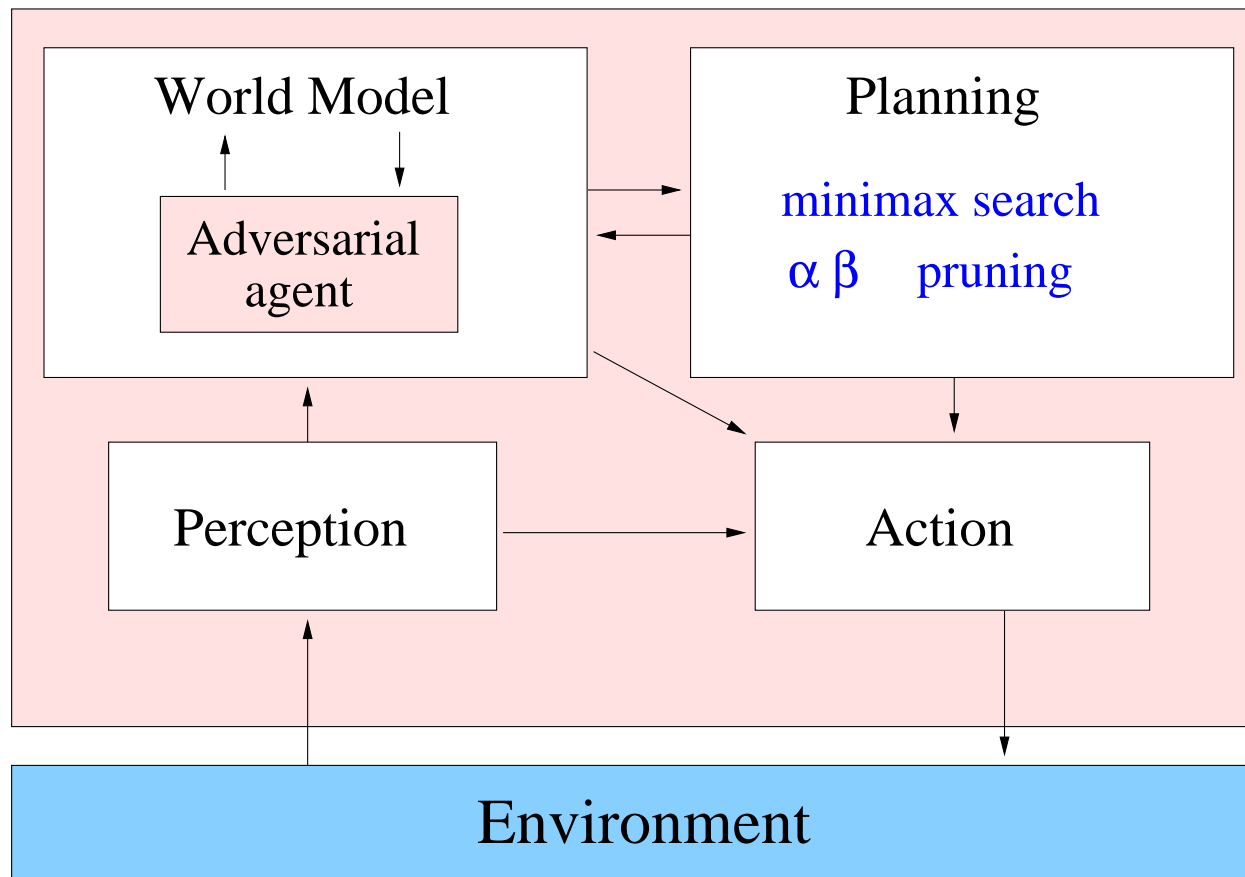 World Model
Adversarial
agent
Planning
minimax search
α β pruning
Perception
Action
Environment